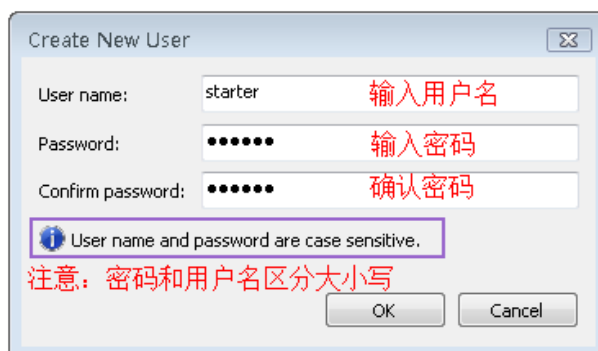 Create New User
User name: starter 输入用户名
Password: •••••• 输入密码
Confirm password: •••••• 确认密码
User name and password are case sensitive.
注意：密码和用户名区分大小写
OK Cancel